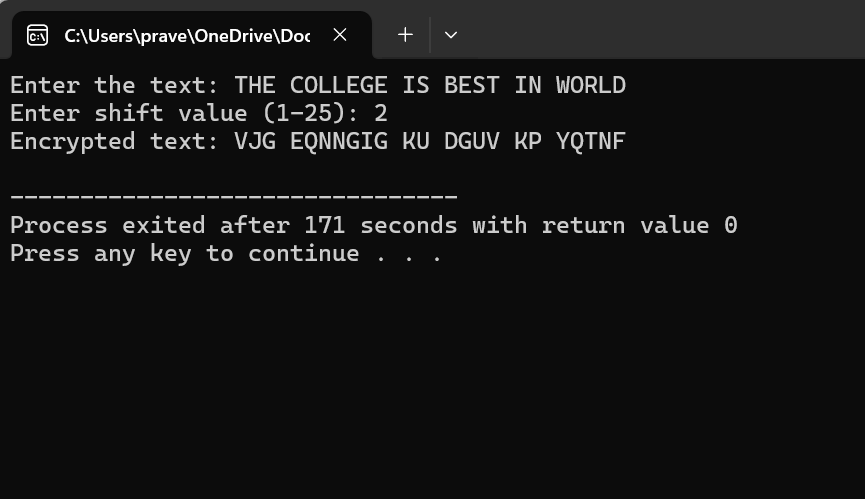 C:\Users\prave\OneDrive\Doc
Enter the text: THE COLLEGE IS BEST IN WORLD
Enter shift value (1-25): 2
Encrypted text: VJG EQNNGIG KU DGUV KP YQTNF
--------------------------------
Process exited after 171 seconds with return value 0
Press any key to continue . . .